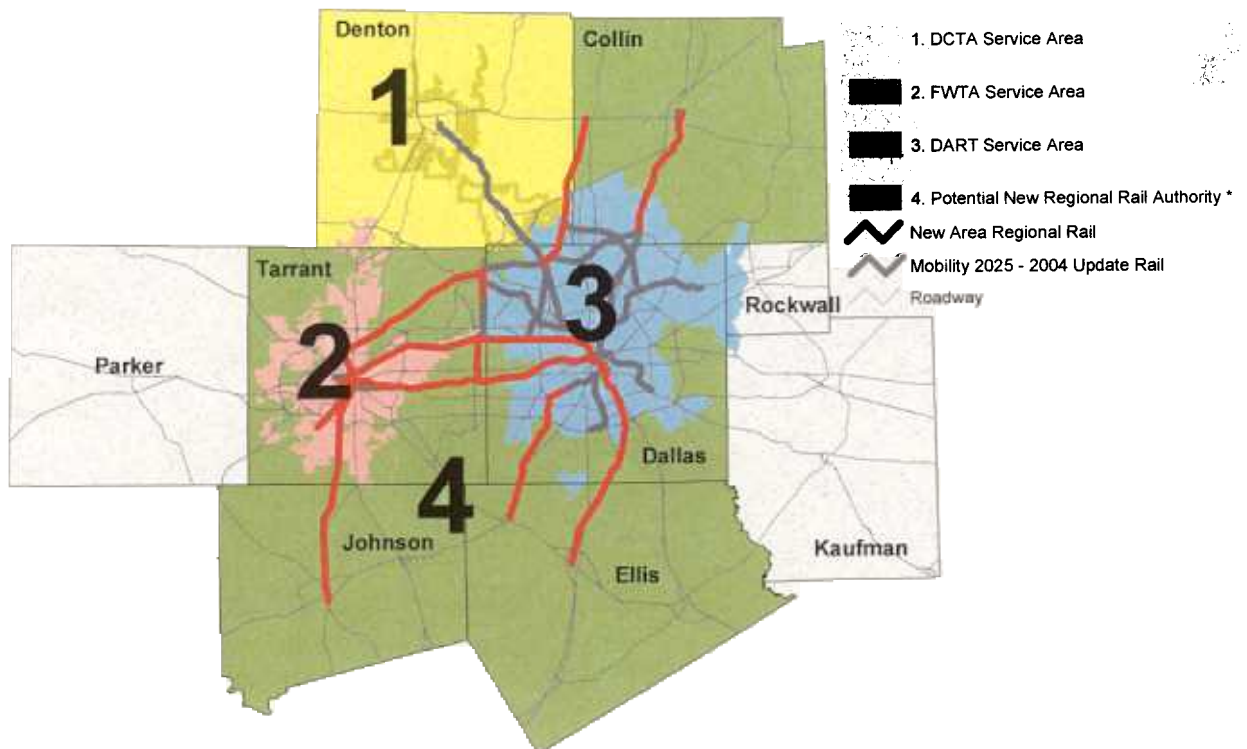 Denton
Collin
1
Tarrant
3
Rockwall
2
Parker
Dallas
4
Johnson
Kaufman
Ellis
1. DCTA Service Area
2. FWTA Service Area
3. DART Service Area
4. Potential New Regional Rail Authority *
New Area Regional Rail
Mobility 2025 - 2004 Update Rail
Roadway